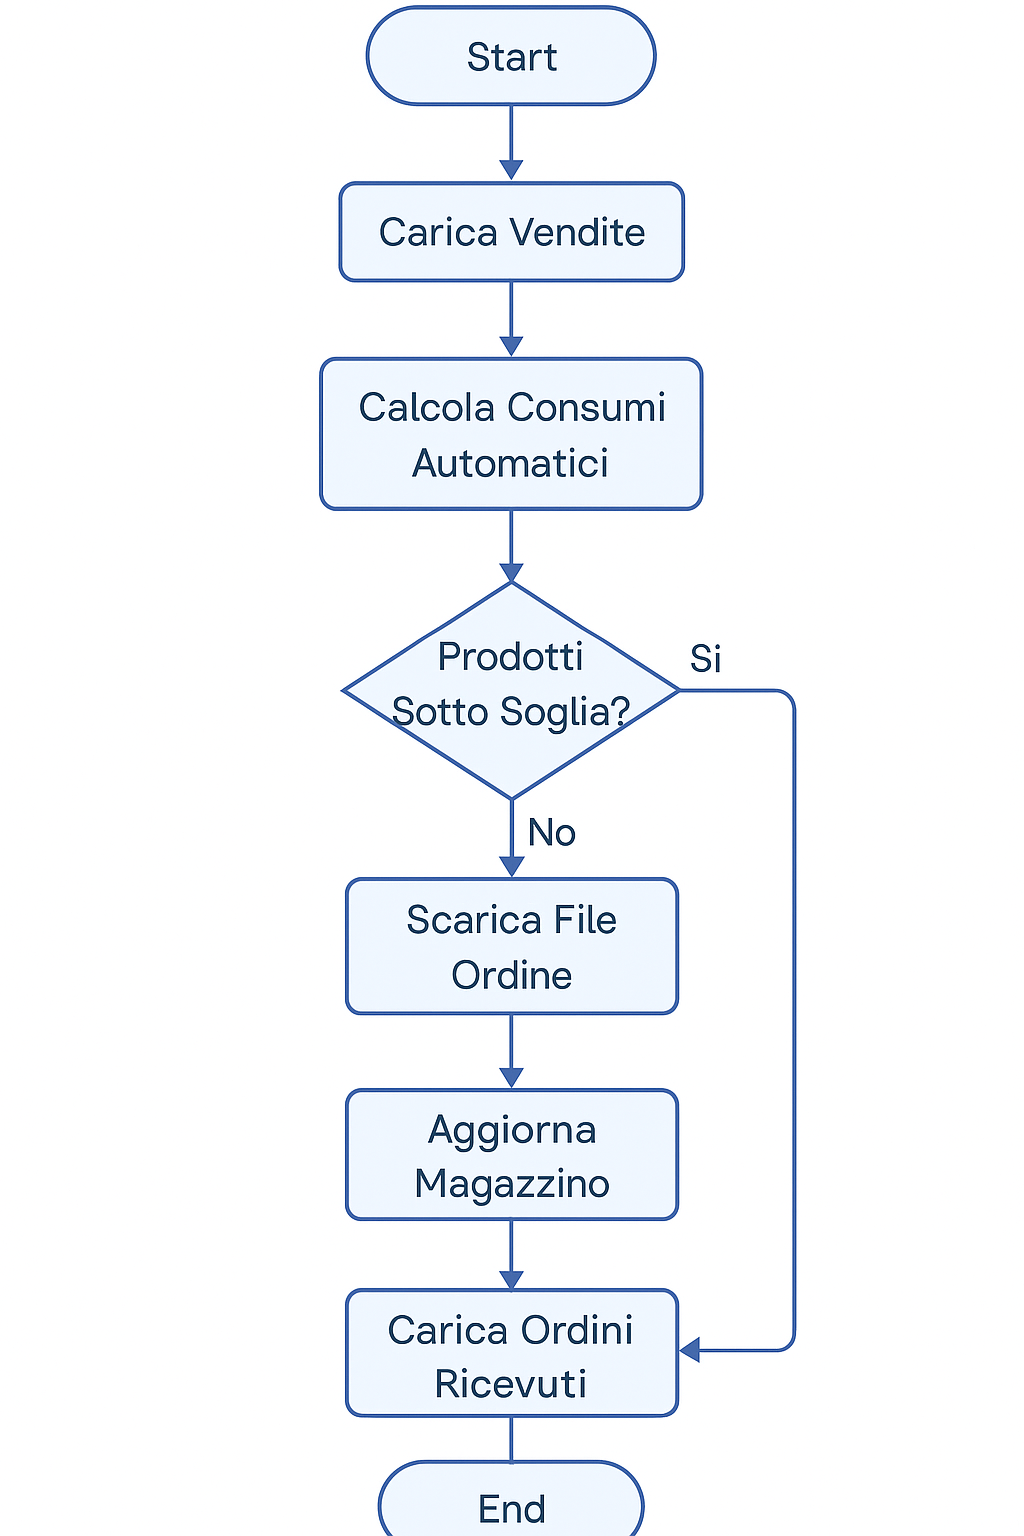 Start
Carica Vendite
Calcola Consumi
Automatici
Prodotti
Sotto Soglia?
Si
No
Scarica File
Ordine
Aggiorna
Magazzino
Carica Ordini
Ricevuti
End